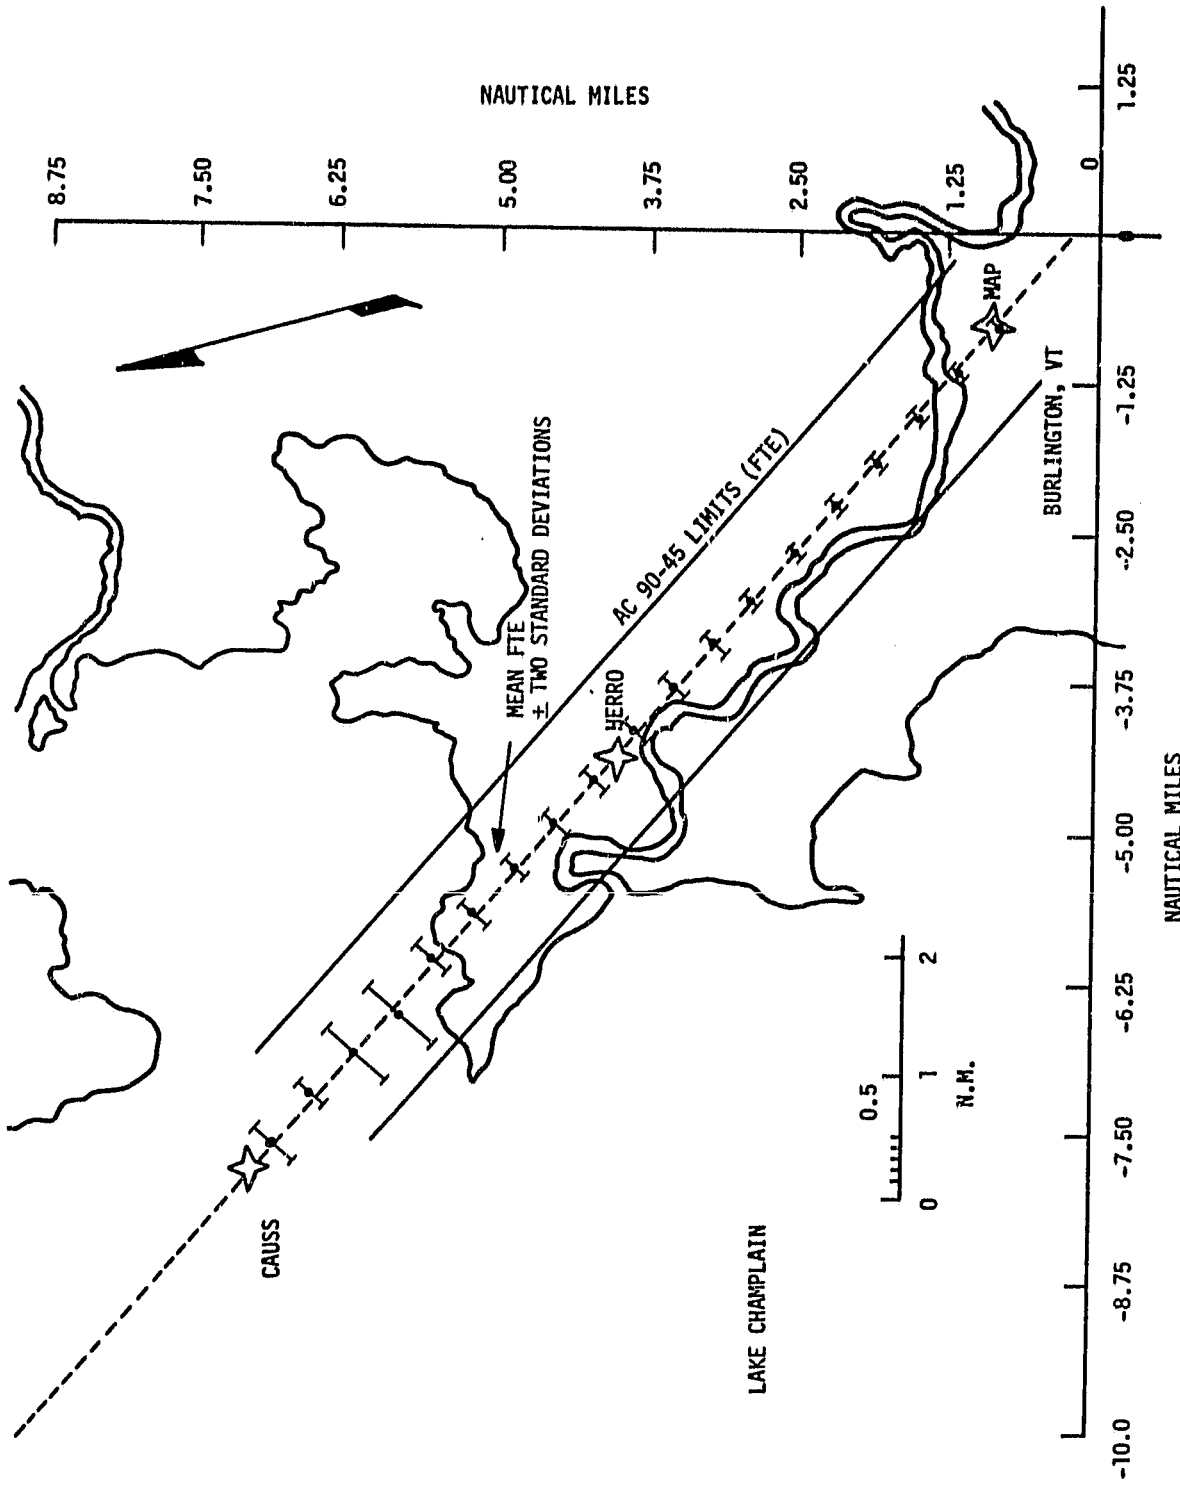 NAUTICAL MILES
8.75
7.50
6.25
5.00
3.75
2.50
1.25
0
MEAN FTE
± TWO STANDARD DEVIATIONS
AC 90-45 LIMITS (FTE)
CAUSS
HERRO
MAP
BURLINGTON, VT
LAKE CHAMPLAIN
0.5
0 1 2
N.M.
-10.0 -8.75 -7.50 -6.25 -5.00 -3.75 -2.50 -1.25 0 1.25
NAUTICAL MILES